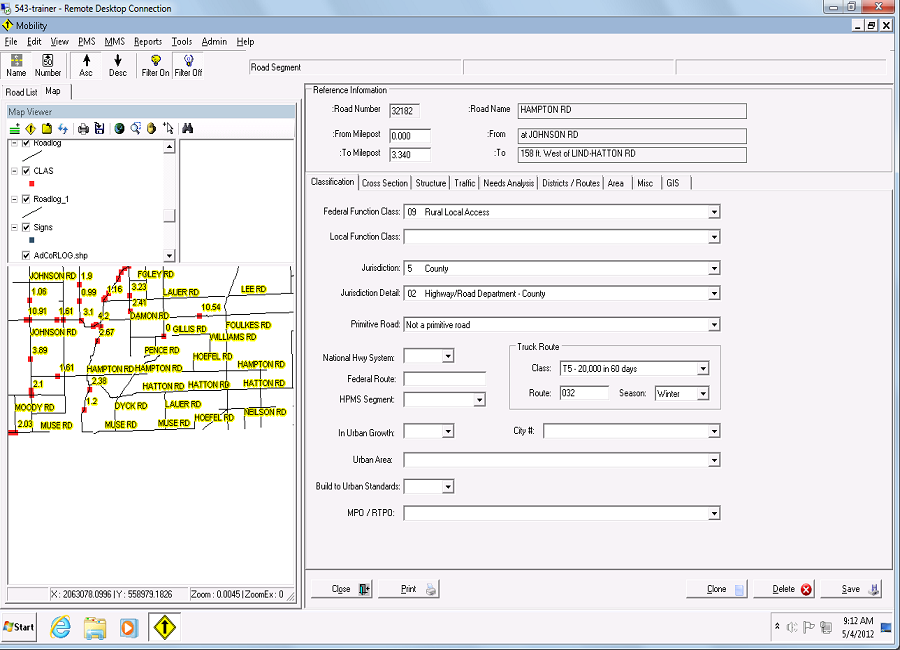 543-trainer - Remote Desktop Connection
Mobility
File Edit View PMS MMS Reports Tools Admin Help
Name Number Asc Desc Filter On Filter Off
Road Segment
Road List Map
Map Viewer
Roadlog
CLAS
Roadlog_1
Signs
AdCoRLOG.shp
JOHNSON RD 1.9 FOLEY RD
1.06 0.99 1.16 3.23 LAUER RD LEE RD
2.41 10.54
10.91 1.61 3.1 4.2 DAMON RD
JOHNSON RD 2.67 0 GILLIS RD FOULKES RD
WILLIAMS RD
3.89 PENCE RD HOEFEL RD
1.61 HAMPTON RD HAMPTON RD HAMPTON RD
2.1 2.38 HATTON RD HATTON RD HATTON RD
MOODY RD 1.2 DYCK RD LAUER RD NEILSON RD
2.03 MUSE RD MUSE RD MUSE RD HOEFEL RD
X: 2063078.0996 | Y: 558979.1826 Zoom : 0.0045 | ZoomEx : 0
Reference Information
:Road Number 32182 :Road Name HAMPTON RD
:From Milepost 0.000 :From at JOHNSON RD
:To Milepost 3.340 :To 158 ft. West of LIND-HATTON RD
Classification Cross Section Structure Traffic Needs Analysis Districts / Routes Area Misc GIS
Federal Function Class: 09 Rural Local Access
Local Function Class:
Jurisdiction: 5 County
Jurisdiction Detail: 02 Highway/Road Department - County
Primitive Road: Not a primitive road
National Hwy System:
Federal Route:
HPMS Segment:
Truck Route
Class: T5 - 20,000 in 60 days
Route: 032 Season: Winter
In Urban Growth: City #:
Urban Area:
Build to Urban Standards:
MPO / RTPO:
Close Print Clone Delete Save
Start
9:12 AM
5/4/2012